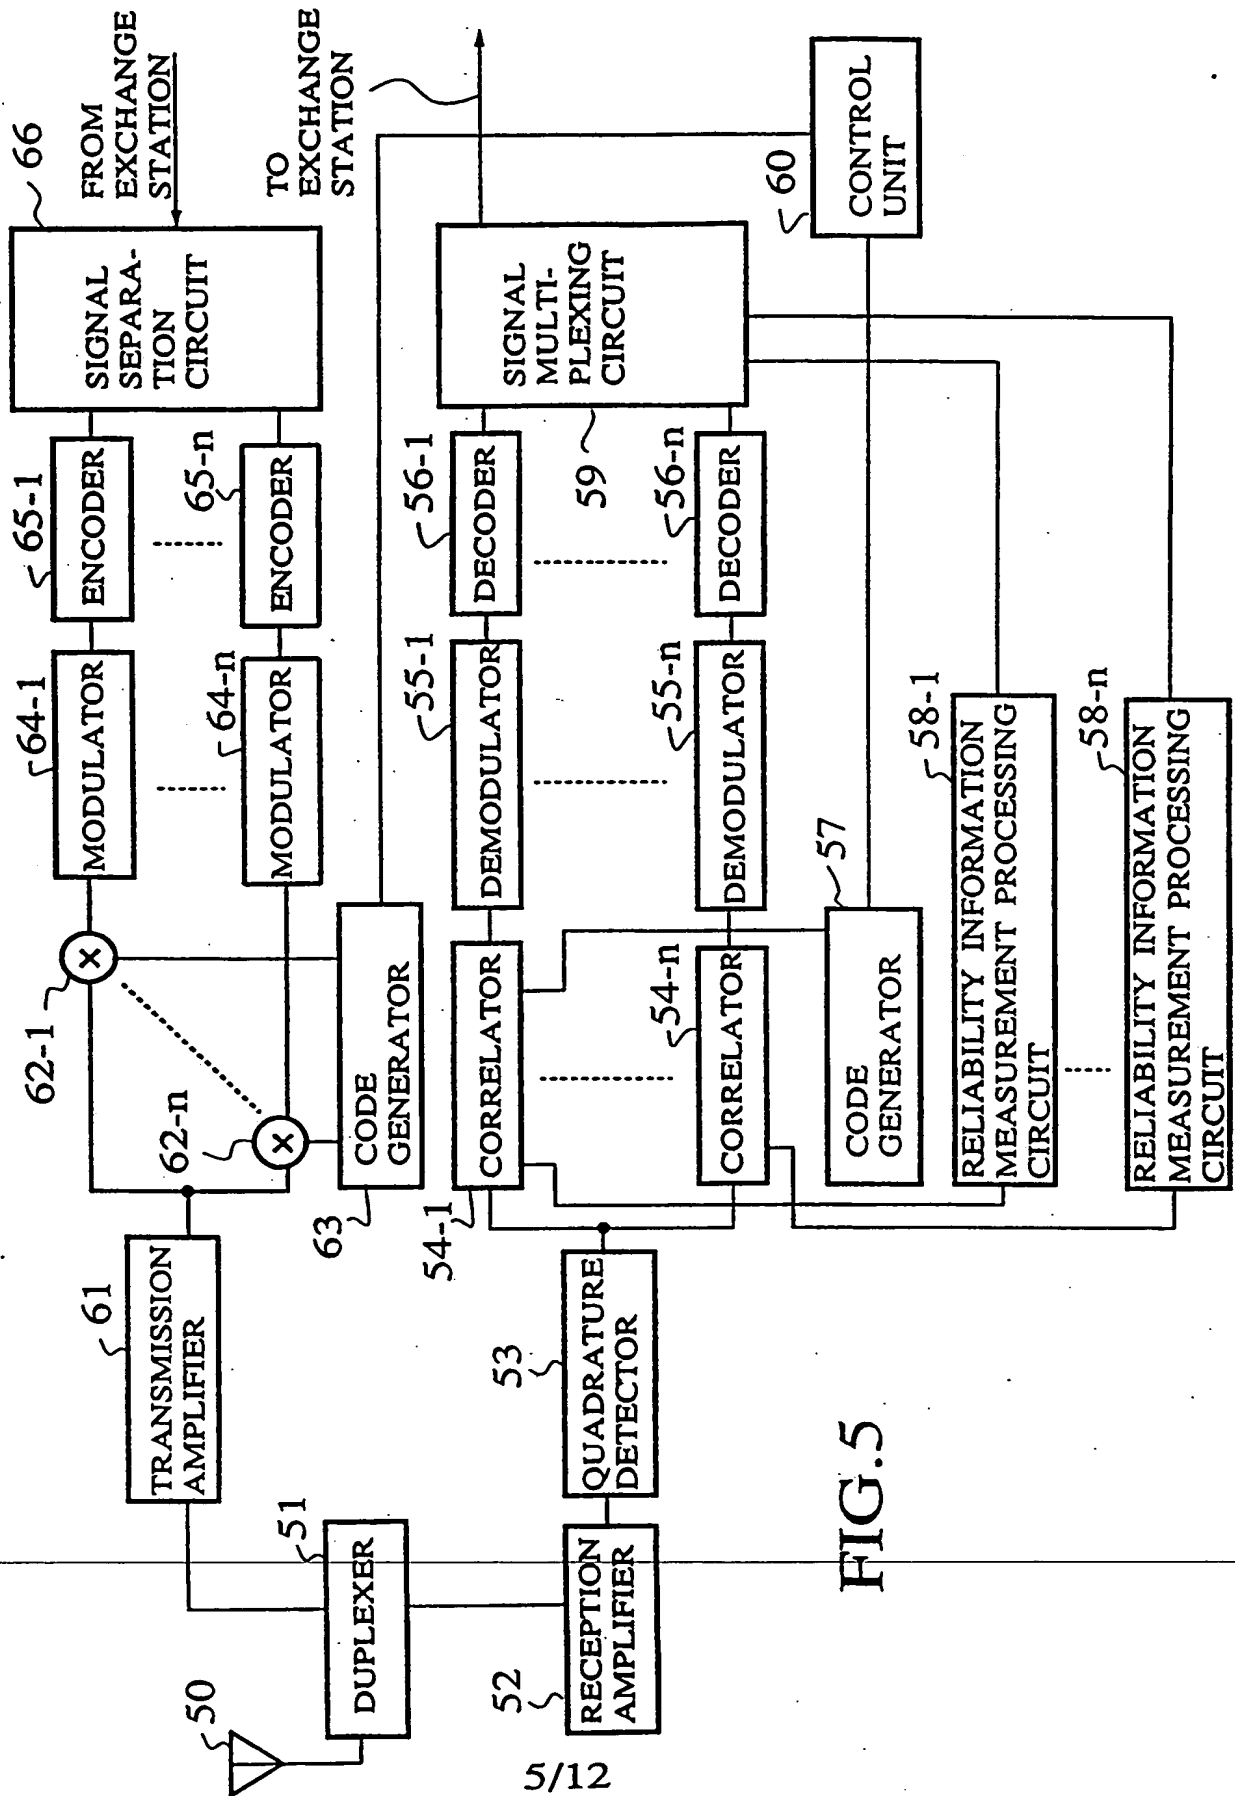 FROM
EXCHANGE
STATION
66
SIGNAL
SEPARA-
TION
CIRCUIT
65-1
ENCODER
65-n
ENCODER
64-1
MODULATOR
64-n
MODULATOR
62-1
62-n
CODE
GENERATOR
63
61
TRANSMISSION
AMPLIFIER
50
51
DUPLEXER
52
RECEPTION
AMPLIFIER
53
QUADRATURE
DETECTOR
54-1
CORRELATOR
54-n
CORRELATOR
55-1
DEMODULATOR
55-n
DEMODULATOR
56-1
DECODER
56-n
DECODER
59
SIGNAL
MULTI-
PLEXING
CIRCUIT
TO
EXCHANGE
STATION
57
CODE
GENERATOR
60
CONTROL
UNIT
58-1
RELIABILITY INFORMATION
MEASUREMENT PROCESSING
CIRCUIT
58-n
RELIABILITY INFORMATION
MEASUREMENT PROCESSING
CIRCUIT
FIG.5
5/12